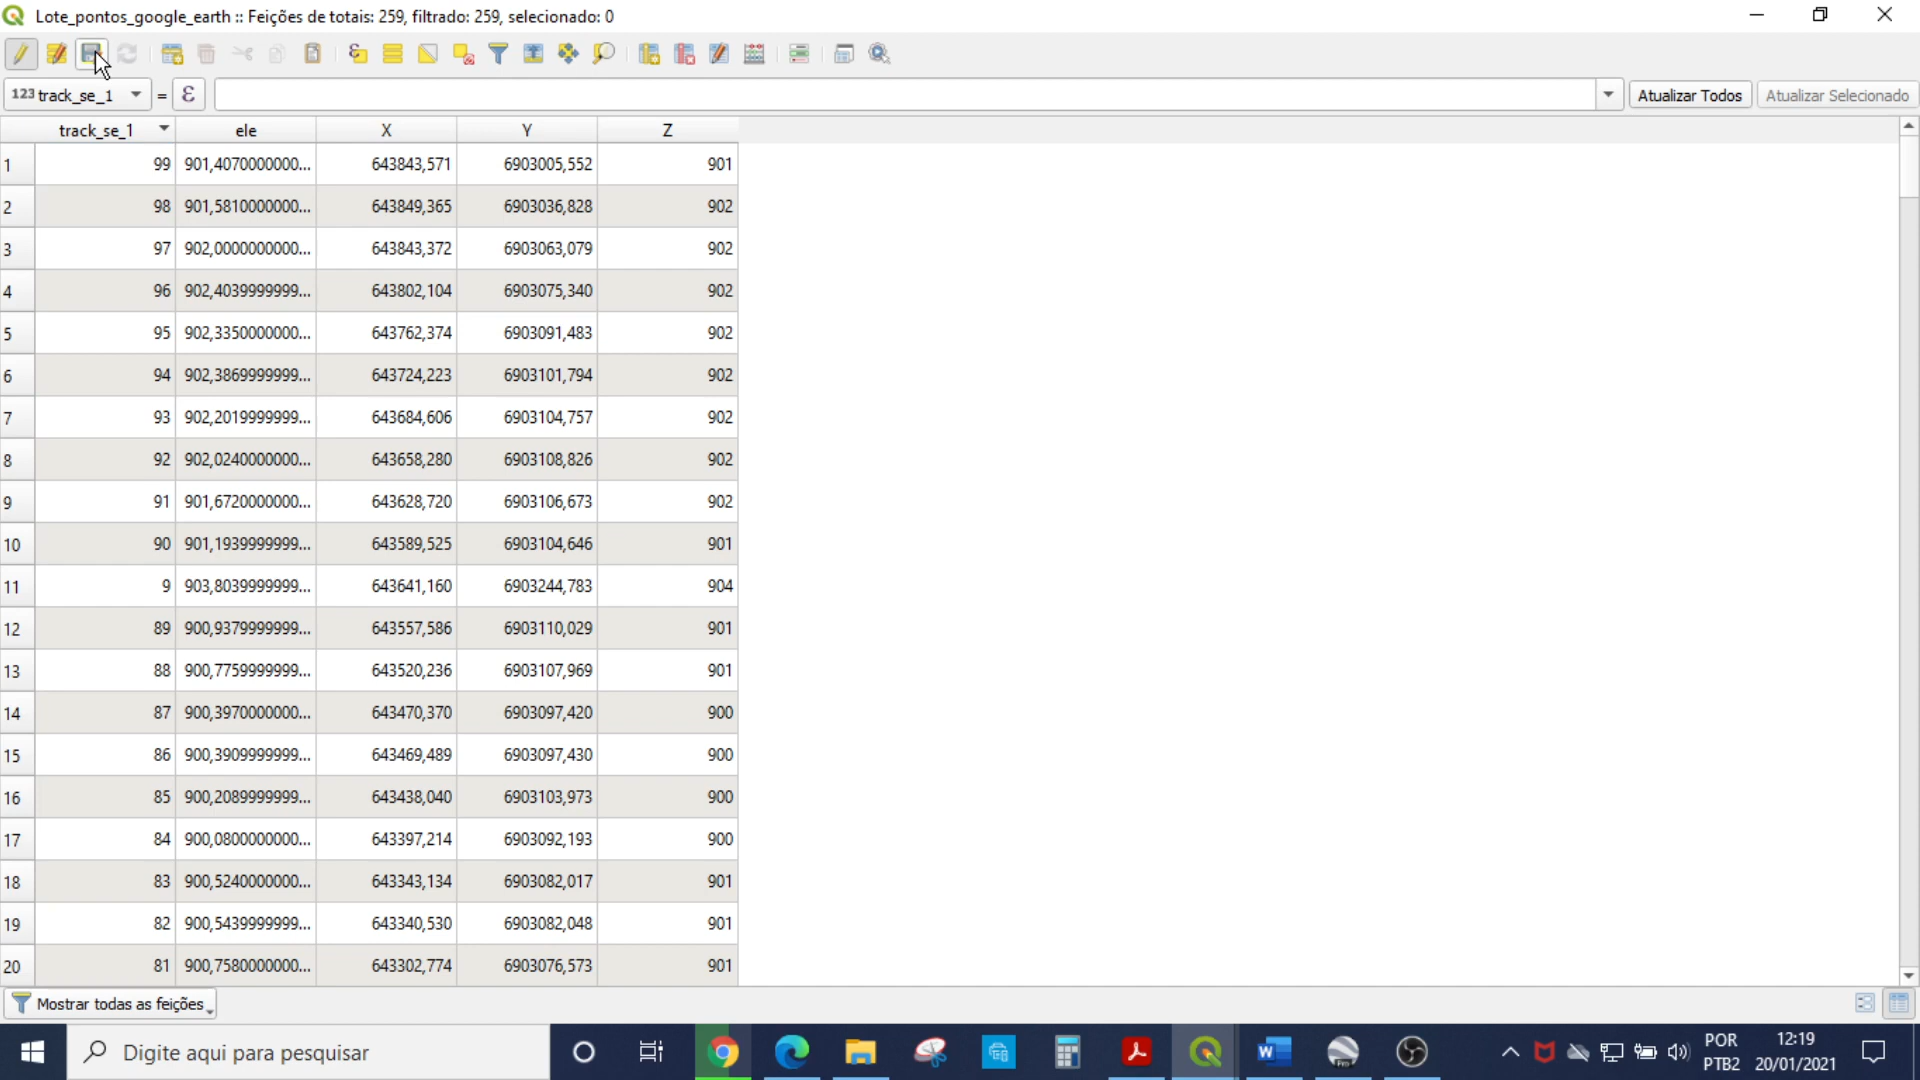 Lote_pontos_google_earth :: Feições de totais: 259, filtrado: 259, selecionado: 0
123 track_se_1 = ε Atualizar Todos Atualizar Selecionado
track_se_1 ele X Y Z
1 99 901,4070000000... 643843,571 6903005,552 901
2 98 901,5810000000... 643849,365 6903036,828 902
3 97 902,0000000000... 643843,372 6903063,079 902
4 96 902,4039999999... 643802,104 6903075,340 902
5 95 902,3350000000... 643762,374 6903091,483 902
6 94 902,3869999999... 643724,223 6903101,794 902
7 93 902,2019999999... 643684,606 6903104,757 902
8 92 902,0240000000... 643658,280 6903108,826 902
9 91 901,6720000000... 643628,720 6903106,673 902
10 90 901,1939999999... 643589,525 6903104,646 901
11 9 903,8039999999... 643641,160 6903244,783 904
12 89 900,9379999999... 643557,586 6903110,029 901
13 88 900,7759999999... 643520,236 6903107,969 901
14 87 900,3970000000... 643470,370 6903097,420 900
15 86 900,3909999999... 643469,489 6903097,430 900
16 85 900,2089999999... 643438,040 6903103,973 900
17 84 900,0800000000... 643397,214 6903092,193 900
18 83 900,5240000000... 643343,134 6903082,017 901
19 82 900,5439999999... 643340,530 6903082,048 901
20 81 900,7580000000... 643302,774 6903076,573 901
Mostrar todas as feições
Digite aqui para pesquisar
POR 12:19
PTB2 20/01/2021